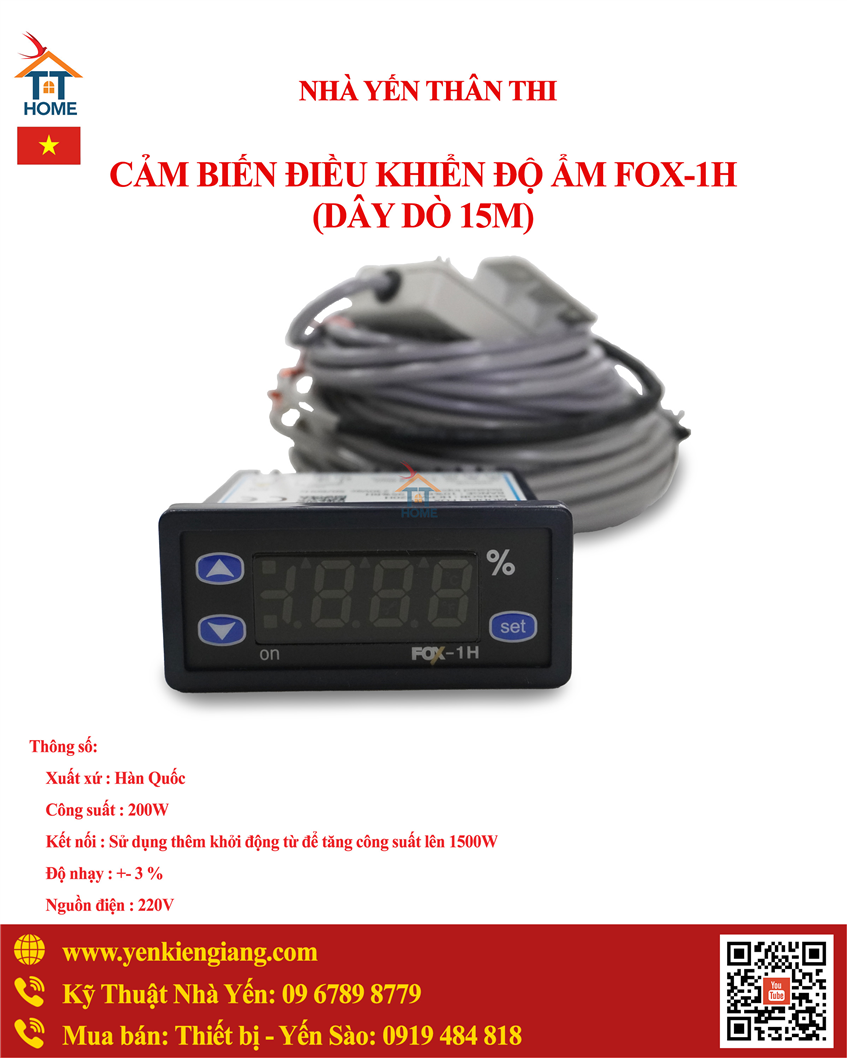 TT
HOME
NHÀ YẾN THÂN THI
CẢM BIẾN ĐIỀU KHIỂN ĐỘ ẨM FOX-1H
(DÂY DÒ 15M)
TT
HOME
%
set
on
FOX-1H
Thông số:
Xuất xứ : Hàn Quốc
Công suất : 200W
Kết nối : Sử dụng thêm khởi động từ để tăng công suất lên 1500W
Độ nhạy : +- 3 %
Nguồn điện : 220V
www.yenkiengiang.com
Kỹ Thuật Nhà Yến: 09 6789 8779
Mua bán: Thiết bị - Yến Sào: 0919 484 818
You
Tube